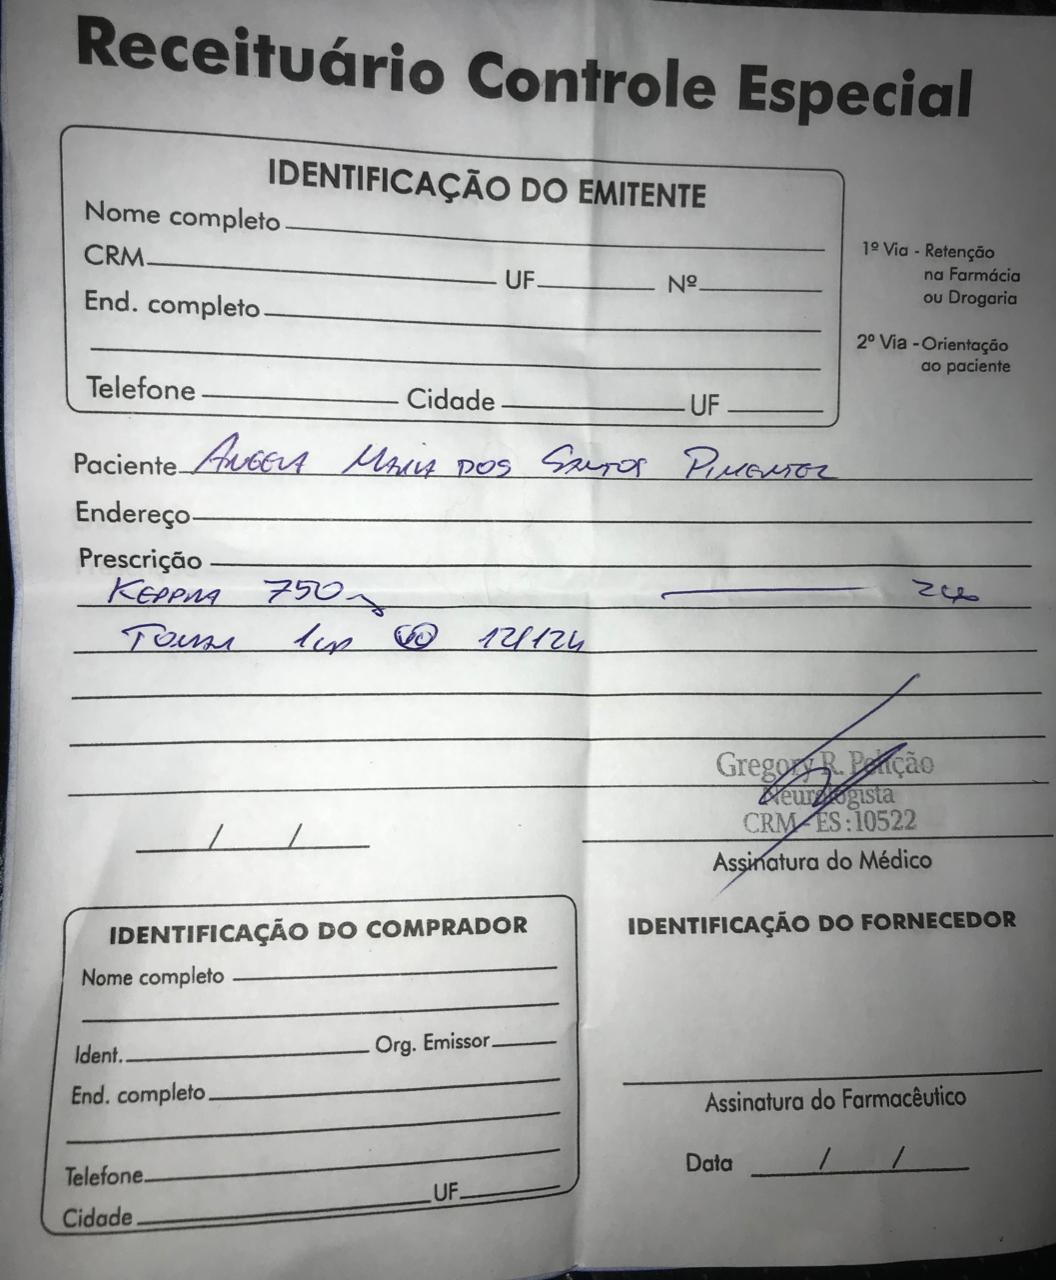 Receituário Controle Especial
IDENTIFICAÇÃO DO EMITENTE
Nome completo
CRM UF Nº
End. completo
Telefone Cidade UF
1º Via - Retenção
na Farmácia
ou Drogaria
2º Via - Orientação
ao paciente
Paciente Angela Maria dos Santos Pimentel
Endereço
Prescrição
Keppra 750mg
Tomar 1cp VO 12/12h
Gregory R. Polição
Neurologista
CRM-ES:10522
/ /
Assinatura do Médico
IDENTIFICAÇÃO DO COMPRADOR
Nome completo
Ident. Org. Emissor
End. completo
Telefone
Cidade UF
IDENTIFICAÇÃO DO FORNECEDOR
Assinatura do Farmacêutico
Data / /